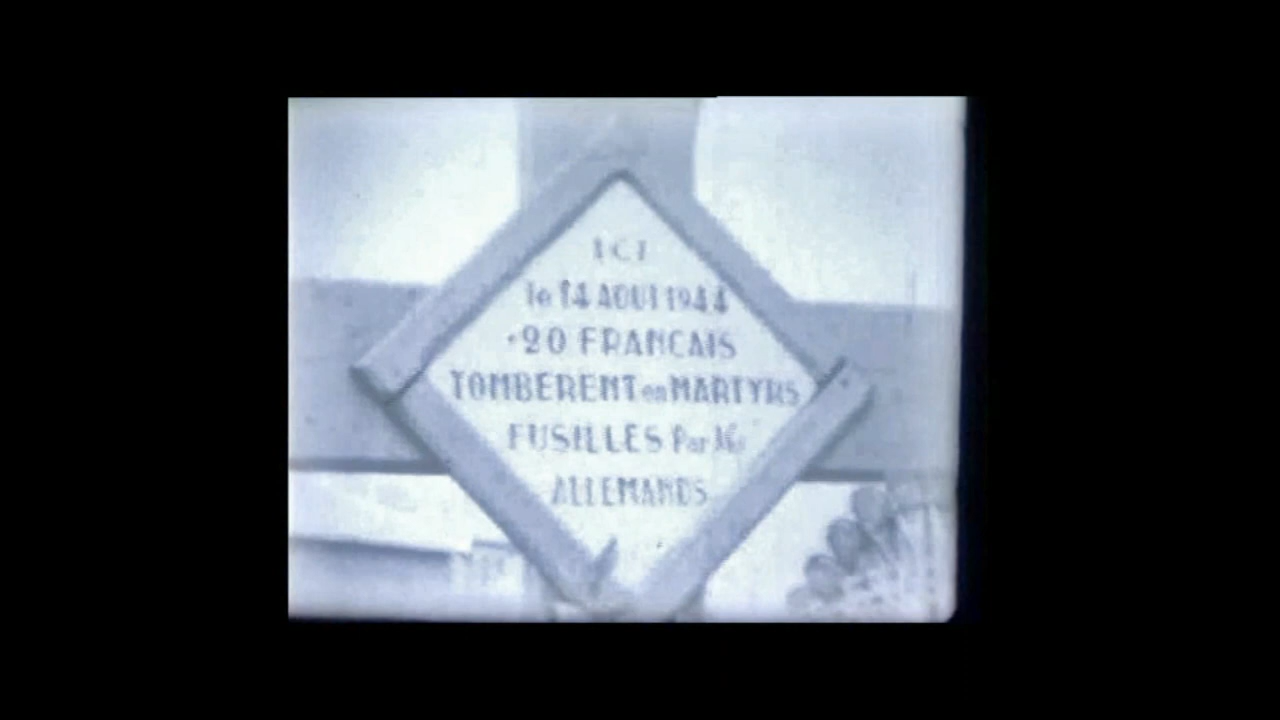 ICI
le 14 AOUT 1944
20 FRANCAIS
TOMBERENT en MARTYRS
FUSILLES Par les
ALLEMANDS